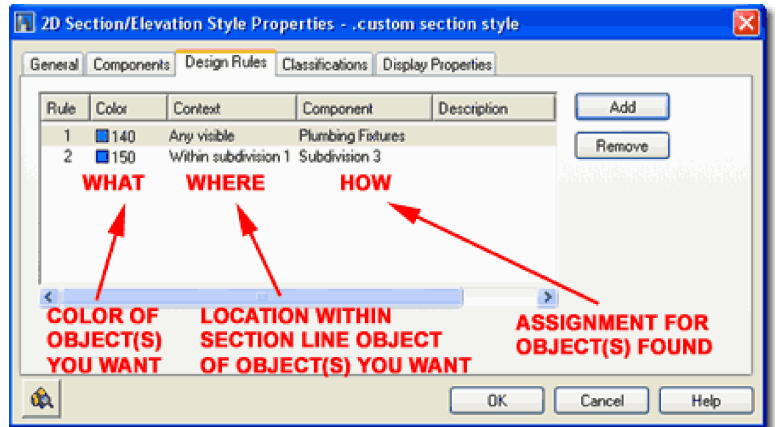 2D Section/Elevation Style Properties - .custom section style
General Components Design Rules Classifications Display Properties
Rule Color Context Component Description
Add
1 140 Any visible Plumbing Fixtures
Remove
2 150 Within subdivision 1 Subdivision 3
WHAT WHERE HOW
COLOR OF
OBJECT(S)
YOU WANT
LOCATION WITHIN
SECTION LINE OBJECT
OF OBJECT(S) YOU WANT
ASSIGNMENT FOR
OBJECT(S) FOUND
OK Cancel Help